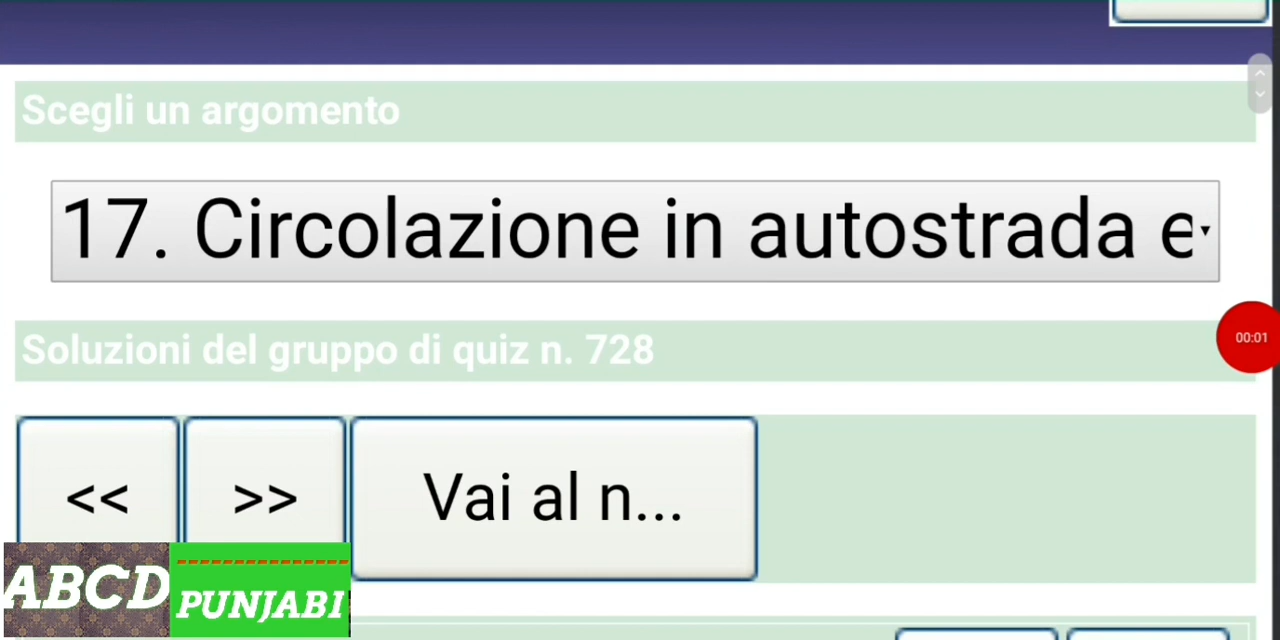 Scegli un argomento
17. Circolazione in autostrada e
Soluzioni del gruppo di quiz n. 728
00:01
<< >> Vai al n...
ABCD PUNJABI